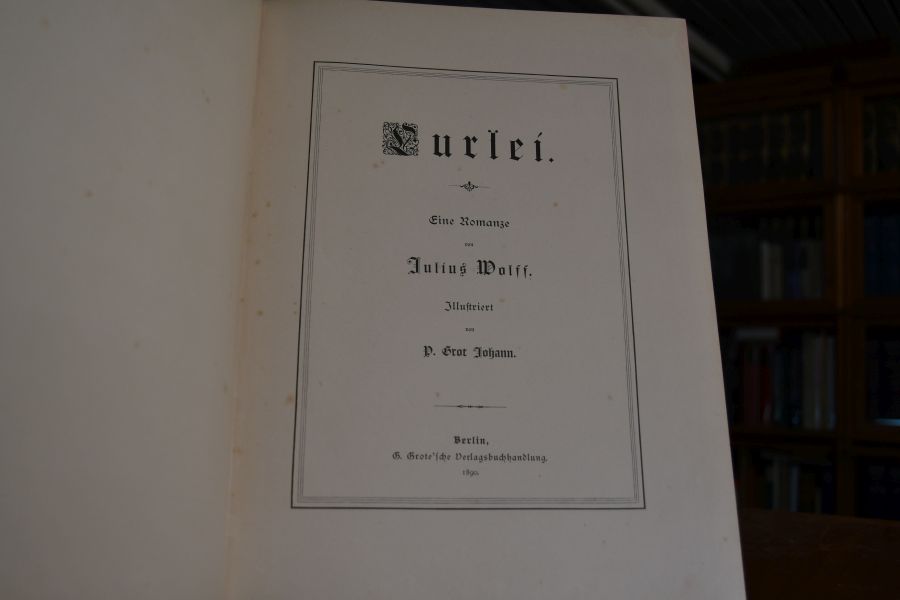 Lurlei.
Eine Romanze
von
Julius Wolff.
Illustriert
von
P. Grot Johann.
Berlin,
G. Grote'sche Verlagsbuchhandlung.
1890.